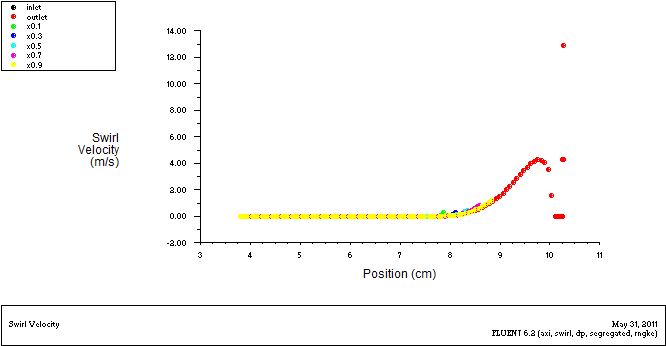 inlet
outlet
x0.1
x0.3
x0.5
x0.7
x0.9
14.00
12.00
10.00
8.00
6.00
4.00
2.00
0.00
-2.00
Swirl
Velocity
(m/s)
3 4 5 6 7 8 9 10 11
Position (cm)
Swirl Velocity
May 31, 2011
FLUENT 6.2 (axi, swirl, dp, segregated, rngke)